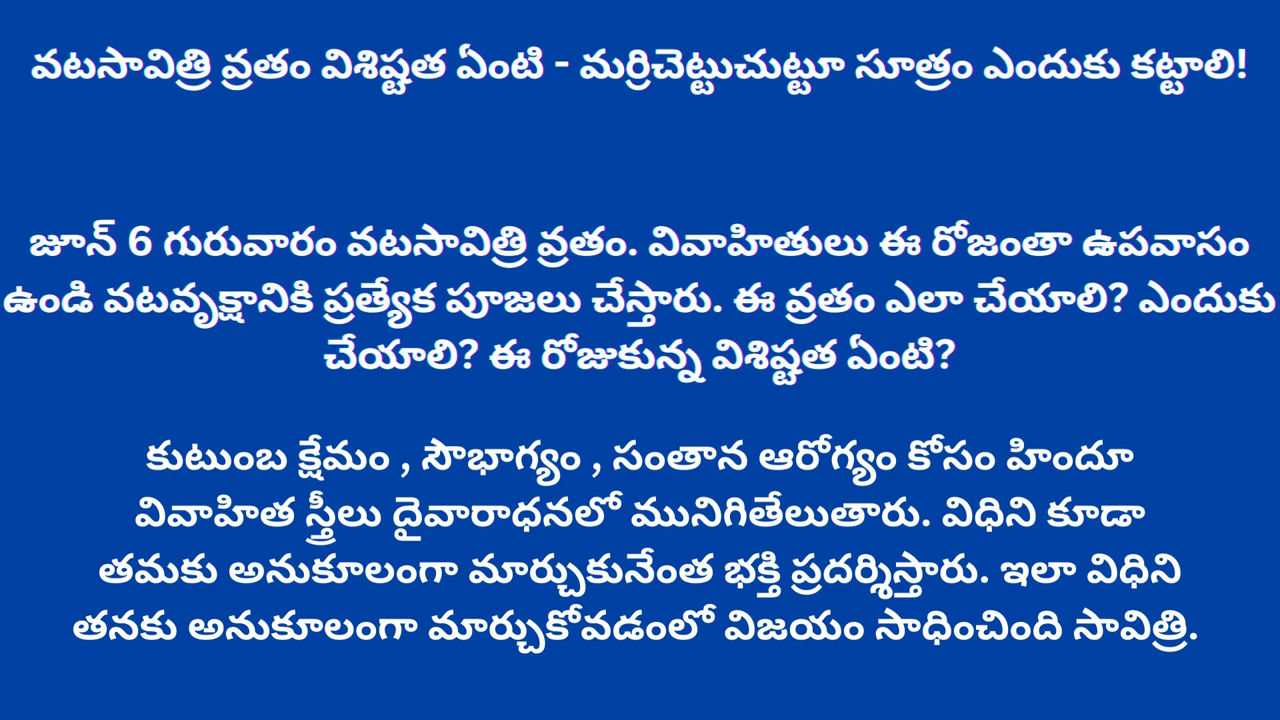 వటసావిత్రి వ్రతం విశిష్టత ఏంటి - మర్రిచెట్టుచుట్టూ సూత్రం ఎందుకు కట్టాలి!
జూన్ 6 గురువారం వటసావిత్రి వ్రతం. వివాహితులు ఈ రోజంతా ఉపవాసం
ఉండి వటవృక్షానికి ప్రత్యేక పూజలు చేస్తారు. ఈ వ్రతం ఎలా చేయాలి? ఎందుకు
చేయాలి? ఈ రోజుకున్న విశిష్టత ఏంటి?
కుటుంబ క్షేమం , సౌభాగ్యం , సంతాన ఆరోగ్యం కోసం హిందూ
వివాహిత స్త్రీలు దైవారాధనలో మునిగితేలుతారు. విధిని కూడా
తమకు అనుకూలంగా మార్చుకునేంత భక్తి ప్రదర్శిస్తారు. ఇలా విధిని
తనకు అనుకూలంగా మార్చుకోవడంలో విజయం సాధించింది సావిత్రి.